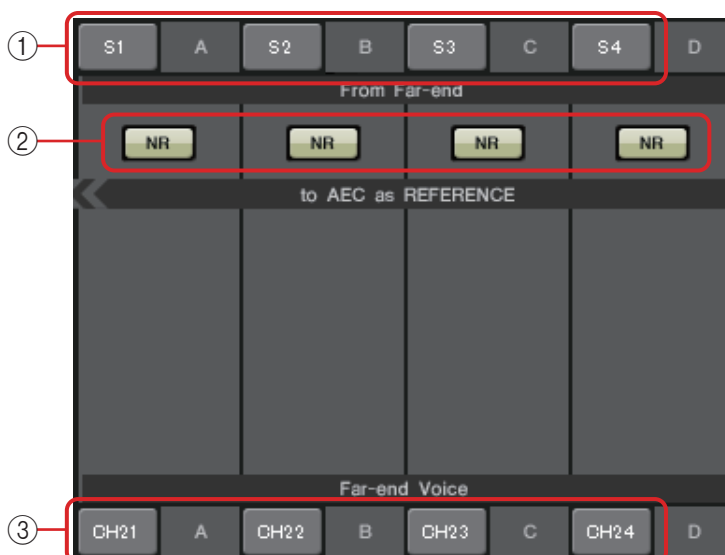 ① S1 A S2 B S3 C S4 D
From Far-end
② NR NR NR NR
to AEC as REFERENCE
Far-end Voice
③ CH21 A CH22 B CH23 C CH24 D